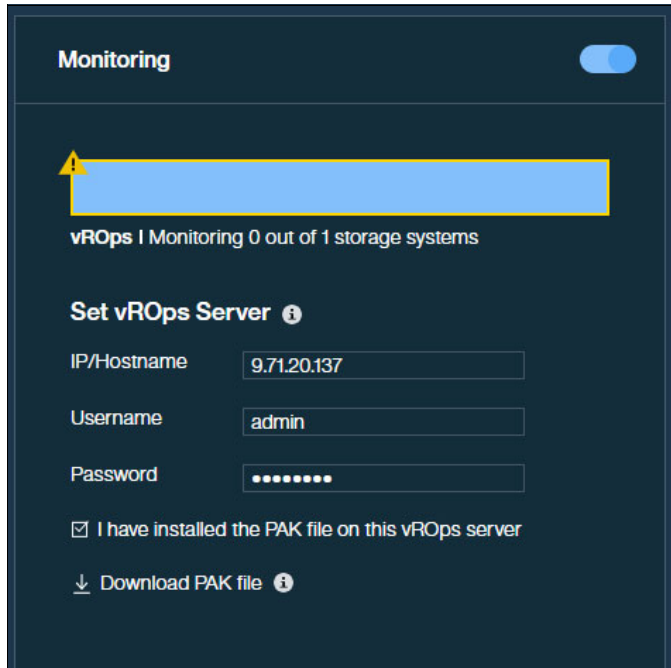 Monitoring
vROps | Monitoring 0 out of 1 storage systems
Set vROps Server
IP/Hostname
9.71.20.137
Username
admin
Password
••••••••
I have installed the PAK file on this vROps server
Download PAK file